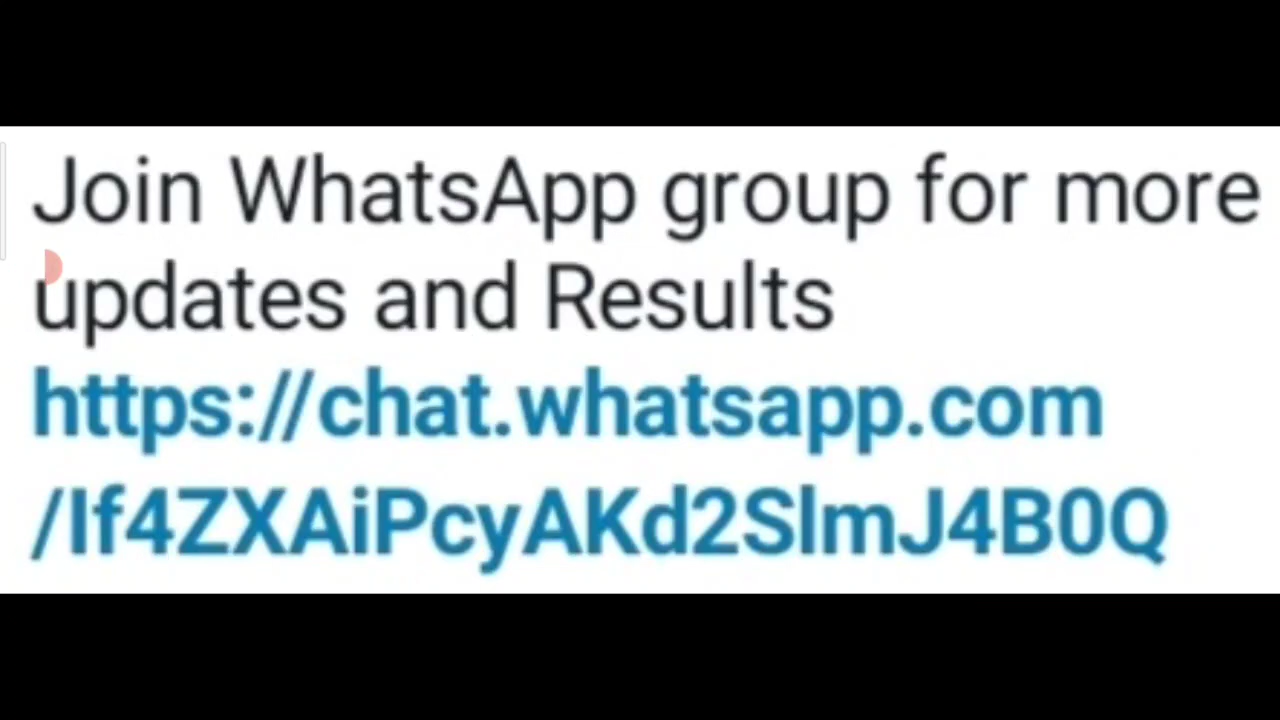 Join WhatsApp group for more
updates and Results
https://chat.whatsapp.com
/If4ZXAiPcyAKd2SlmJ4B0Q